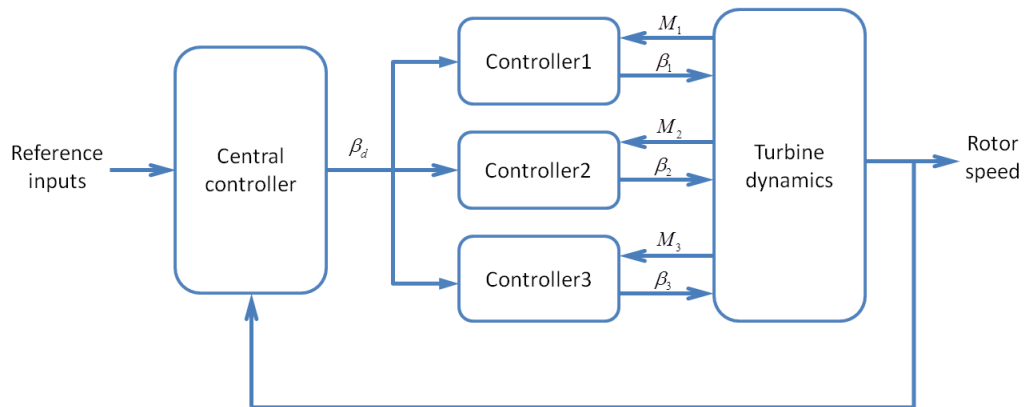 Reference
inputs
Central
controller
β_d
Controller1
Controller2
Controller3
M_1
β_1
M_2
β_2
M_3
β_3
Turbine
dynamics
Rotor
speed